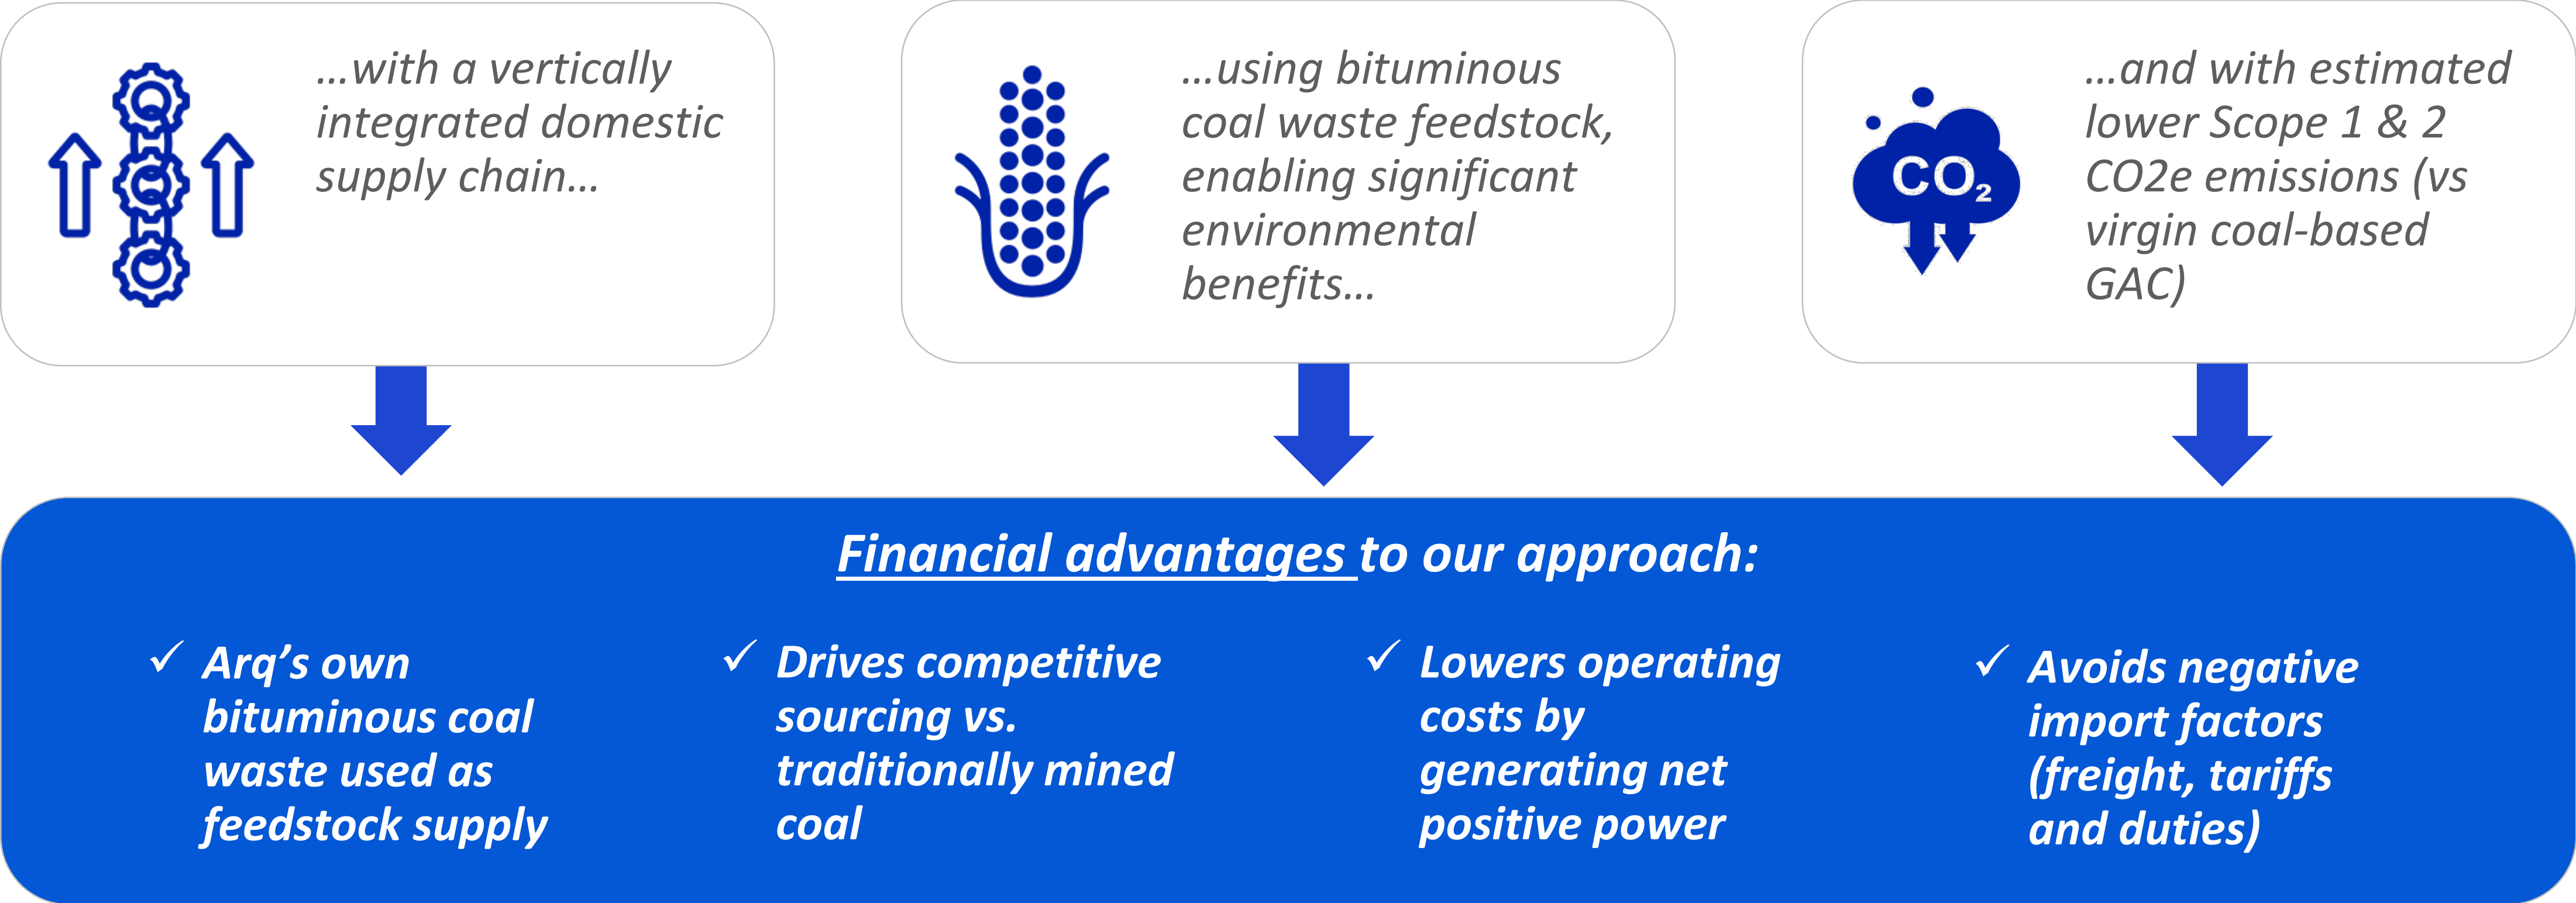 …with a vertically
integrated domestic
supply chain…
…using bituminous
coal waste feedstock,
enabling significant
environmental
benefits…
CO₂
…and with estimated
lower Scope 1 & 2
CO2e emissions (vs
virgin coal-based
GAC)
Financial advantages to our approach:
✓ Arq’s own
bituminous coal
waste used as
feedstock supply
✓ Drives competitive
sourcing vs.
traditionally mined
coal
✓ Lowers operating
costs by
generating net
positive power
✓ Avoids negative
import factors
(freight, tariffs
and duties)